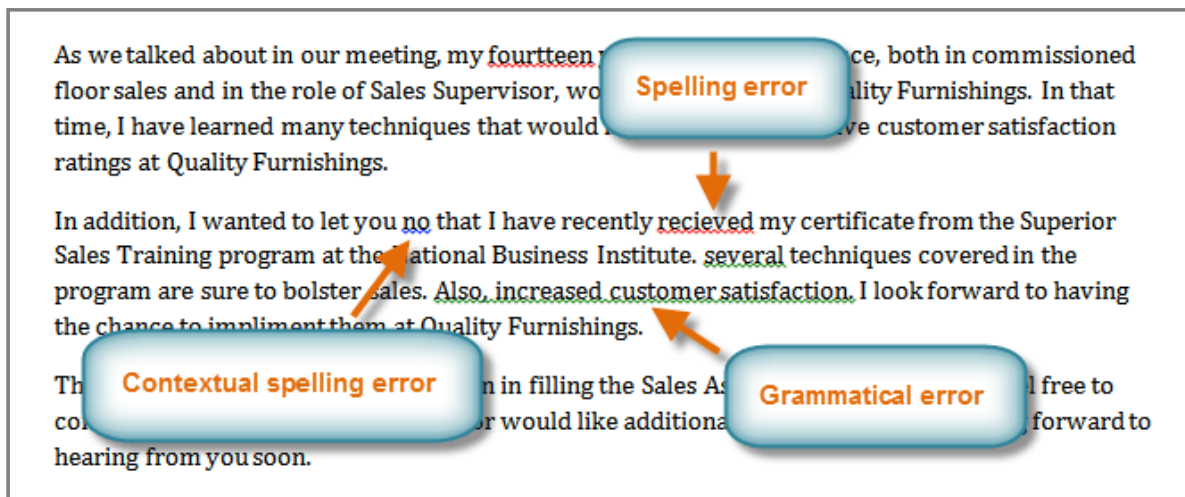 As we talked about in our meeting, my fourtteen ce, both in commissioned
floor sales and in the role of Sales Supervisor, wo ality Furnishings. In that
time, I have learned many techniques that would ve customer satisfaction
ratings at Quality Furnishings.
Spelling error
In addition, I wanted to let you no that I have recently recieved my certificate from the Superior
Sales Training program at the National Business Institute. several techniques covered in the
program are sure to bolster sales. Also, increased customer satisfaction. I look forward to having
the chance to impliment them at Quality Furnishings.
Contextual spelling error
Grammatical error
Th n in filling the Sales As l free to
co or would like additiona forward to
hearing from you soon.